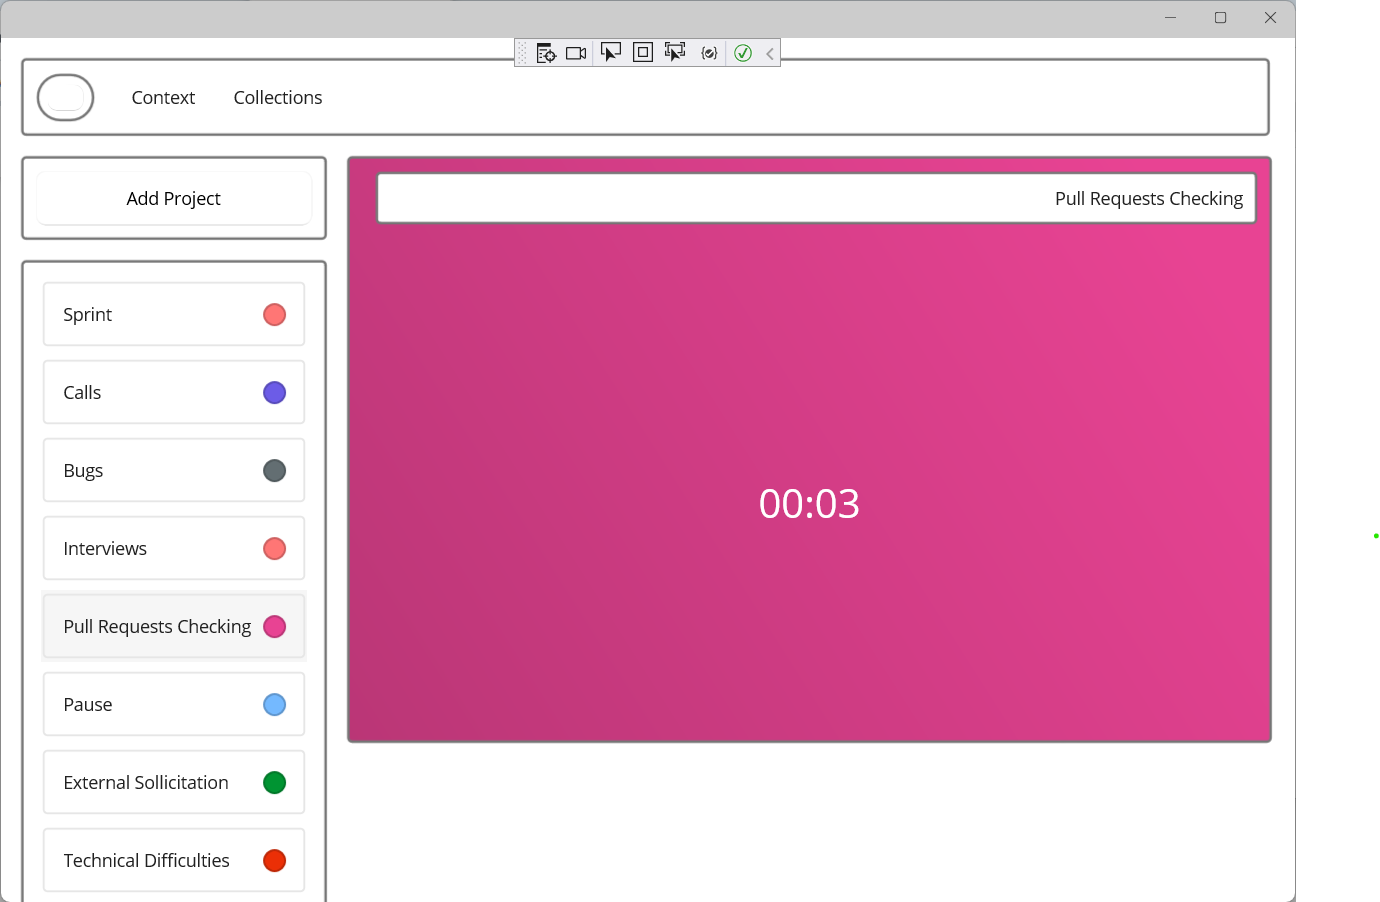 Context Collections
Add Project
Pull Requests Checking
Sprint
Calls
Bugs
Interviews
00:03
Pull Requests Checking
Pause
External Sollicitation
Technical Difficulties